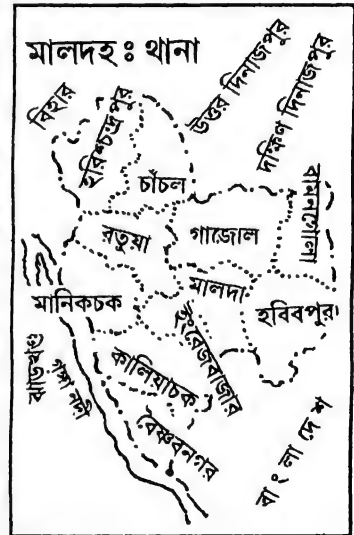 মালদহঃ থানা
বিহার
হরিশ্চন্দ্রপুর
উত্তর দিনাজপুর
দক্ষিণ দিনাজপুর
চাঁচল
বামনগোলা
রতুয়া
গাজোল
মালদা
মানিকচক
হবিবপুর
ইংরেজবাজার
ঝাড়খণ্ড
গঙ্গা নদী
কালিয়াচক
বৈষ্ণবনগর
বাংলা দেশ